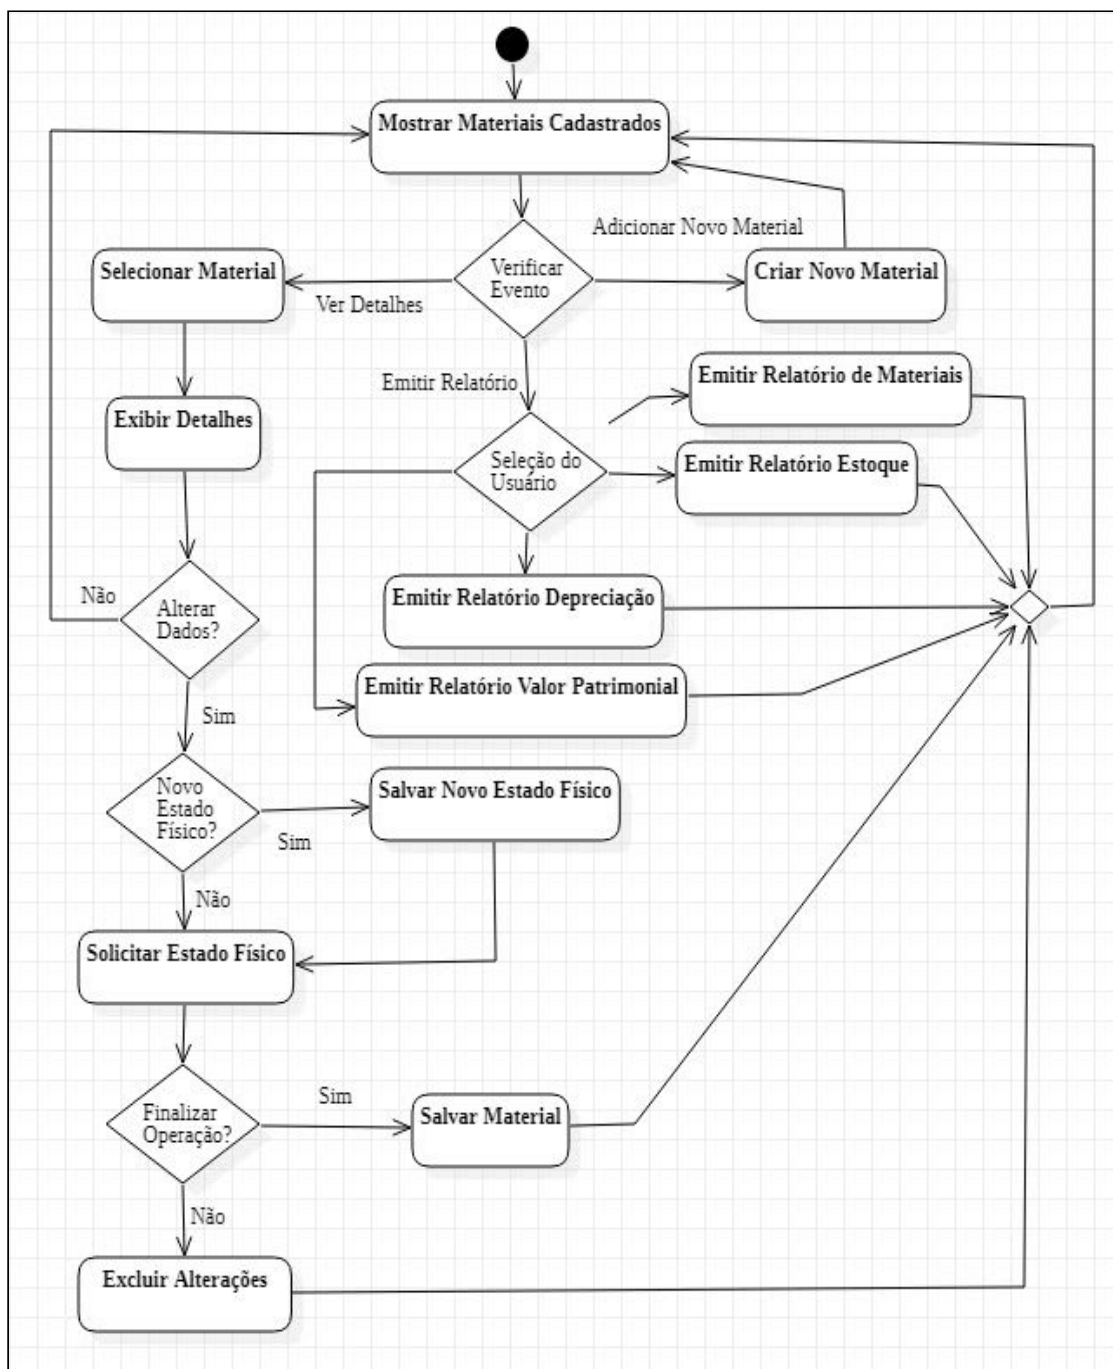 Mostrar Materiais Cadastrados
Adicionar Novo Material
Selecionar Material
Verificar
Evento
Criar Novo Material
Ver Detalhes
Emitir Relatório
Emitir Relatório de Materiais
Exibir Detalhes
Seleção do
Usuário
Emitir Relatório Estoque
Não
Alterar
Dados?
Emitir Relatório Depreciação
Emitir Relatório Valor Patrimonial
Sim
Novo
Estado
Físico?
Salvar Novo Estado Físico
Sim
Não
Solicitar Estado Físico
Sim
Finalizar
Operação?
Salvar Material
Não
Excluir Alterações